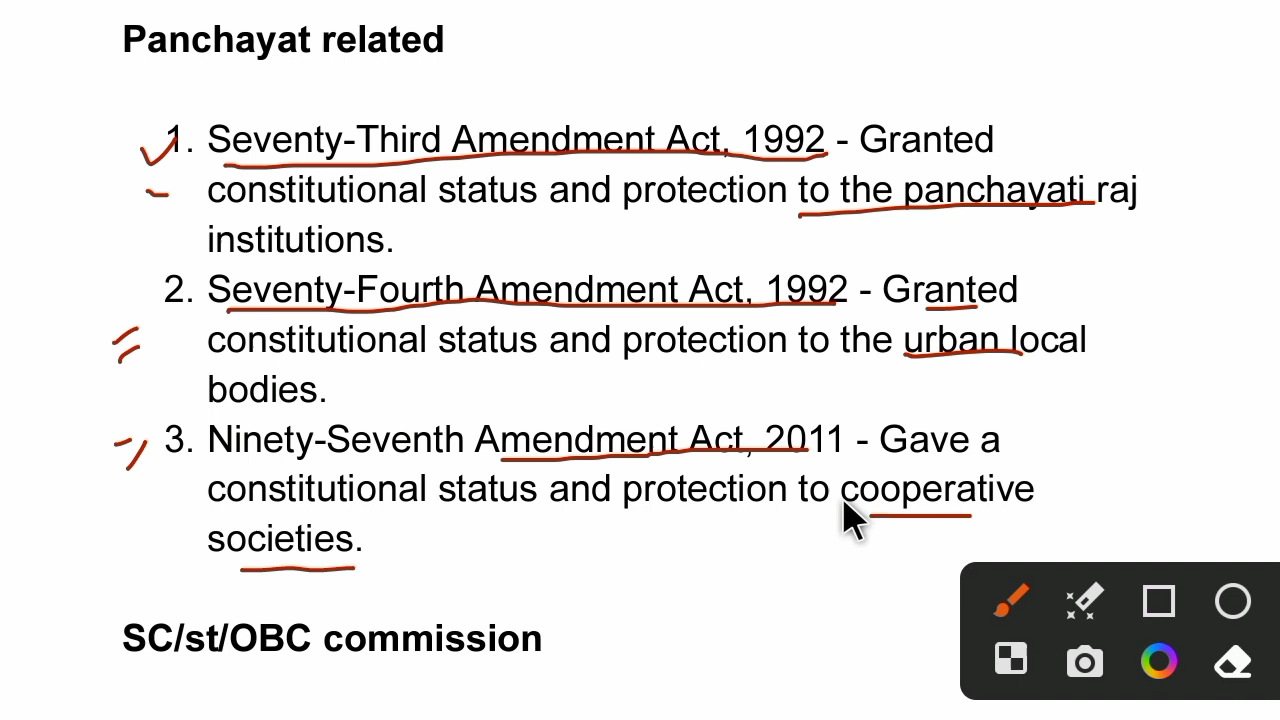 Panchayat related
1. Seventy-Third Amendment Act, 1992 - Granted
constitutional status and protection to the panchayati raj
institutions.
2. Seventy-Fourth Amendment Act, 1992 - Granted
constitutional status and protection to the urban local
bodies.
3. Ninety-Seventh Amendment Act, 2011 - Gave a
constitutional status and protection to cooperative
societies.
SC/st/OBC commission